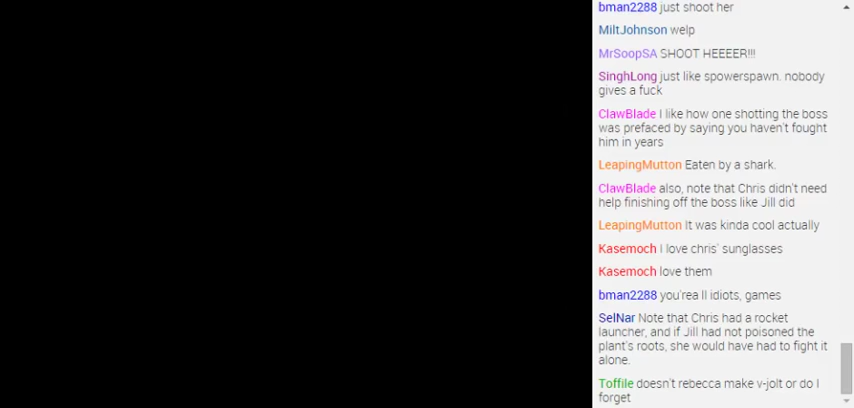 bman2288 just shoot her
MiltJohnson welp
MrSoopSA SHOOT HEEEER!!!
SinghLong just like spowerspawn. nobody
gives a fuck
ClawBlade I like how one shotting the boss
was prefaced by saying you haven't fought
him in years
LeapingMutton Eaten by a shark.
ClawBlade also, note that Chris didn't need
help finishing off the boss like Jill did
LeapingMutton It was kinda cool actually
Kasemoch I love chris' sunglasses
Kasemoch love them
bman2288 you'rea ll idiots, games
SelNar Note that Chris had a rocket
launcher, and if Jill had not poisoned the
plant's roots, she would have had to fight it
alone.
Toffile doesn't rebecca make v-jolt or do I
forget